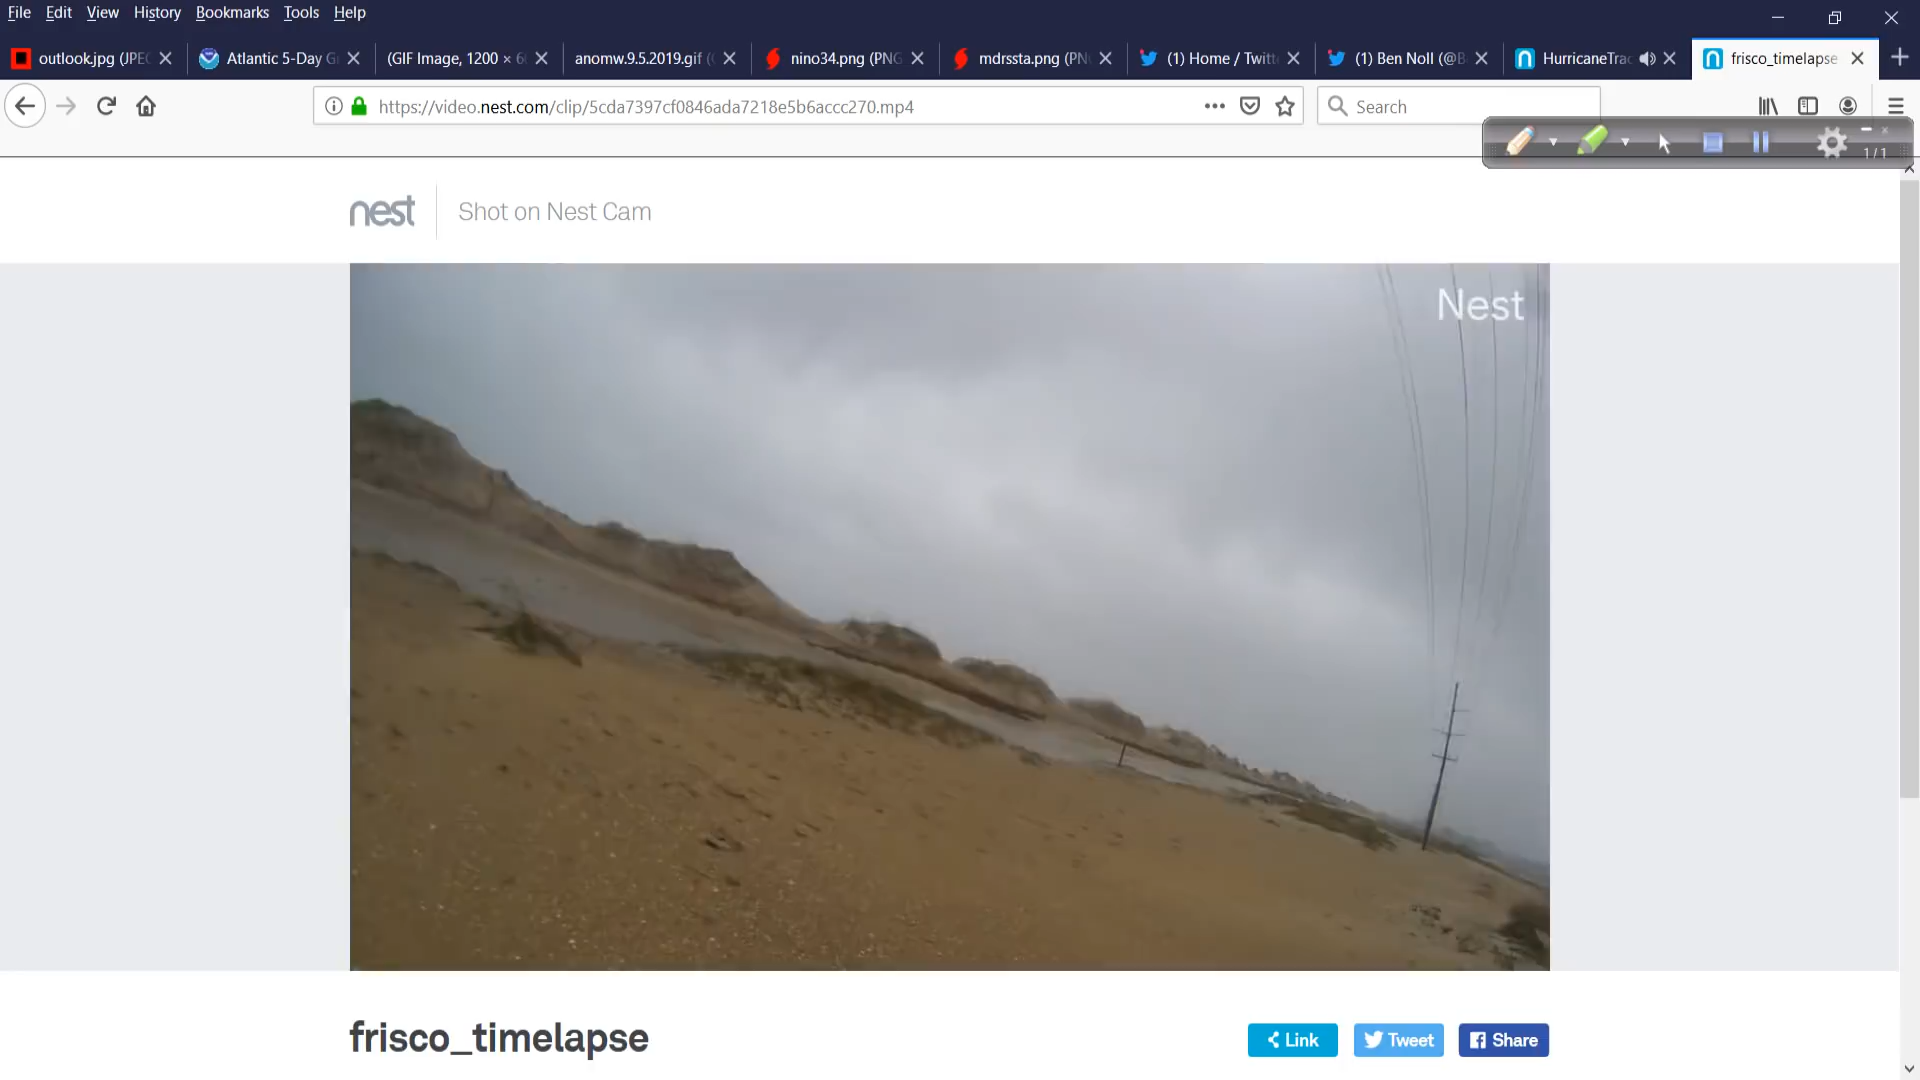 File Edit View History Bookmarks Tools Help
outlook.jpg (JPEG
Atlantic 5-Day G
(GIF Image, 1200 × 6
anomw.9.5.2019.gif (
nino34.png (PNG
mdrssta.png (PN
(1) Home / Twitt
(1) Ben Noll (@B
HurricaneTrac
frisco_timelapse
https://video.nest.com/clip/5cda7397cf0846ada7218e5b6accc270.mp4
Search
1/1
nest
Shot on Nest Cam
Nest
frisco_timelapse
Link
Tweet
Share